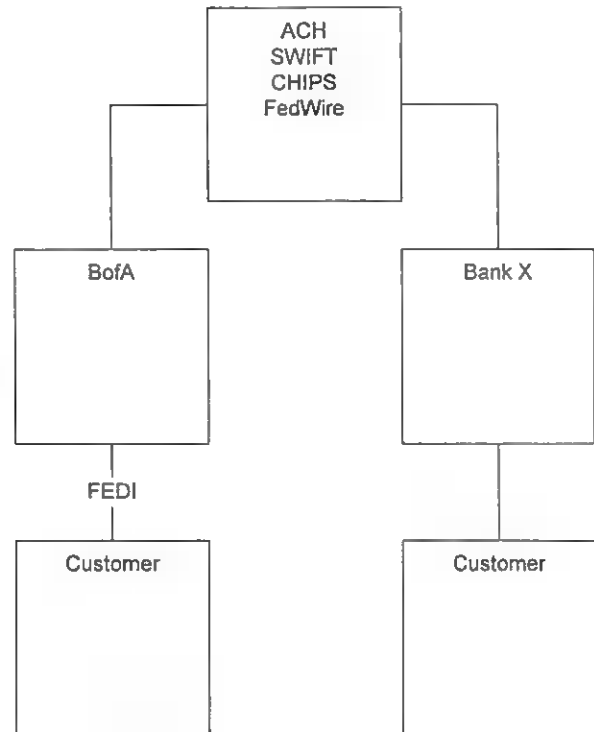 ACH
SWIFT
CHIPS
FedWire
BofA
Bank X
FEDI
Customer
Customer